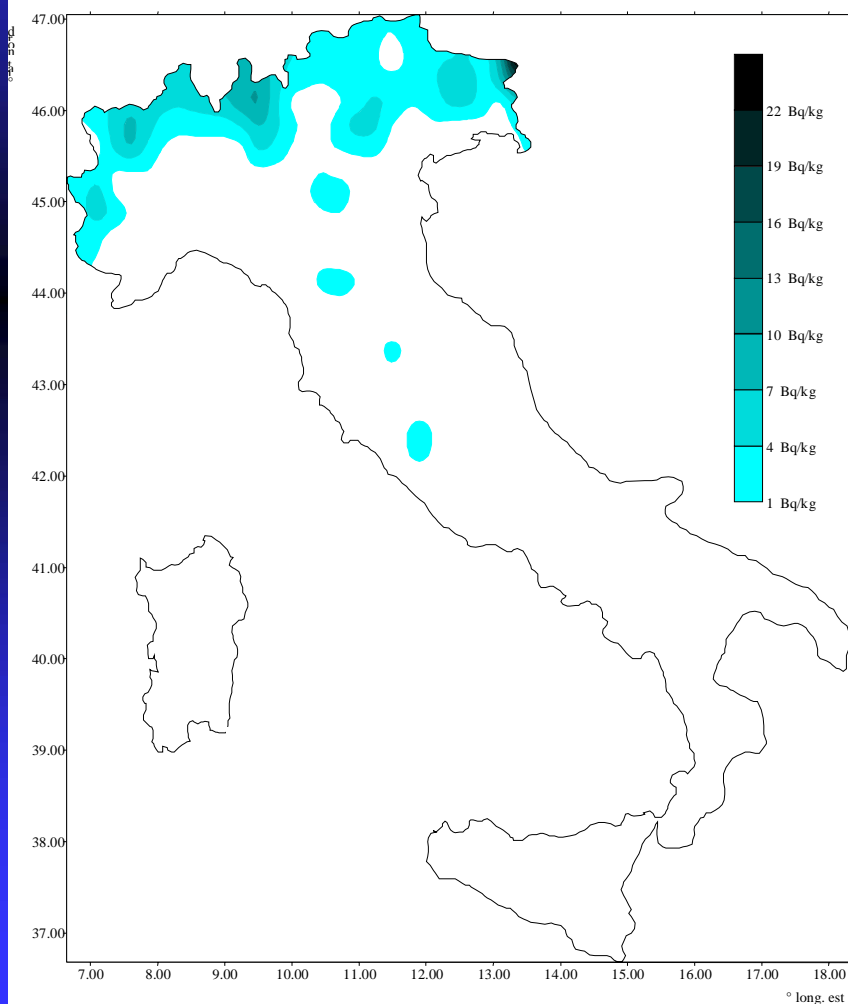 47.00
46.00
45.00
44.00
43.00
42.00
41.00
40.00
39.00
38.00
37.00
22 Bq/kg
19 Bq/kg
16 Bq/kg
13 Bq/kg
10 Bq/kg
7 Bq/kg
4 Bq/kg
1 Bq/kg
7.00 8.00 9.00 10.00 11.00 12.00 13.00 14.00 15.00 16.00 17.00 18.00
° long. est